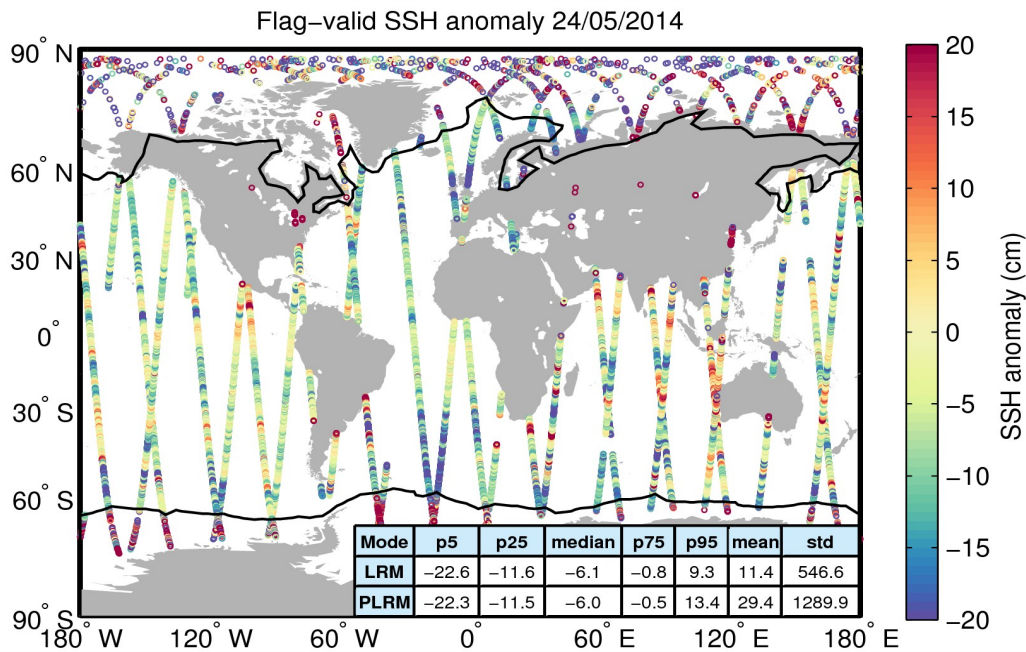 Flag−valid SSH anomaly 24/05/2014
90° N
60° N
30° N
0°
30° S
60° S
90° S
180° W
120° W
60° W
0°
60° E
120° E
180° E
Mode p5 p25 median p75 p95 mean std
LRM −22.6 −11.6 −6.1 −0.8 9.3 11.4 546.6
PLRM −22.3 −11.5 −6.0 −0.5 13.4 29.4 1289.9
20
15
10
5
0
−5
−10
−15
−20
SSH anomaly (cm)